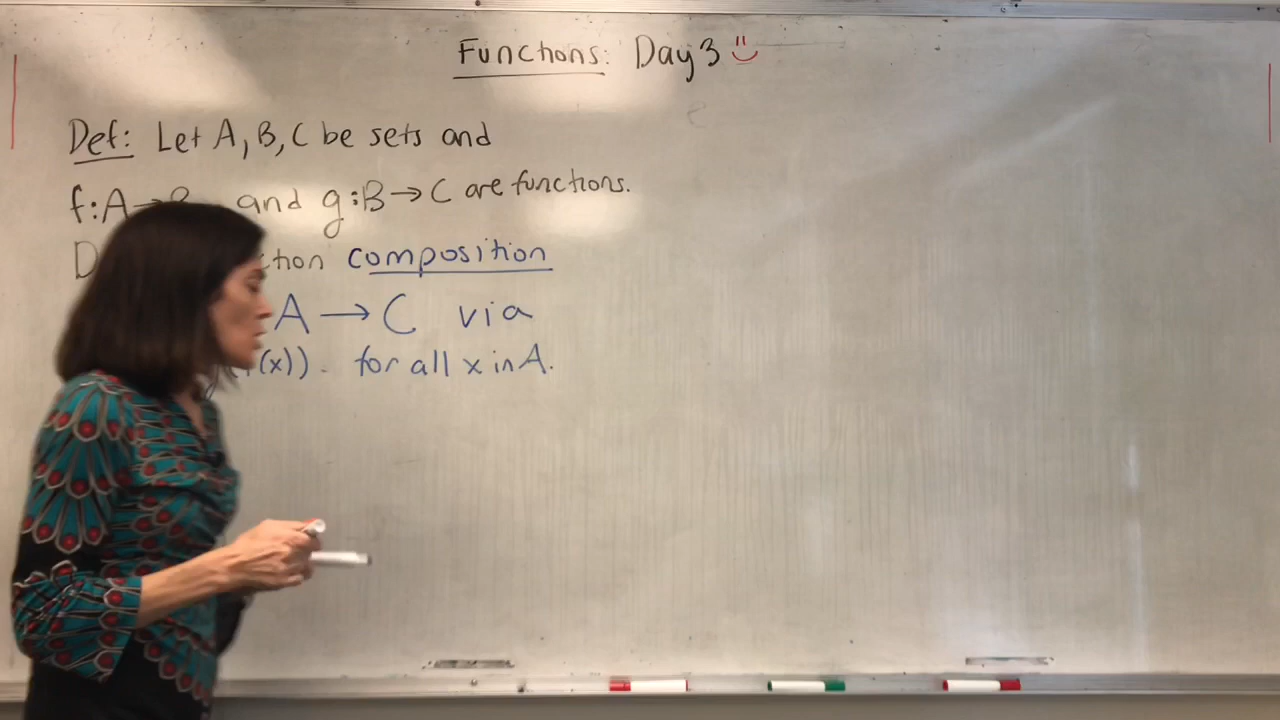 Functions: Day 3
Def: Let A, B, C be sets and
f: A → B and g: B → C are functions.
composition
A → C via
(x)). for all x in A.